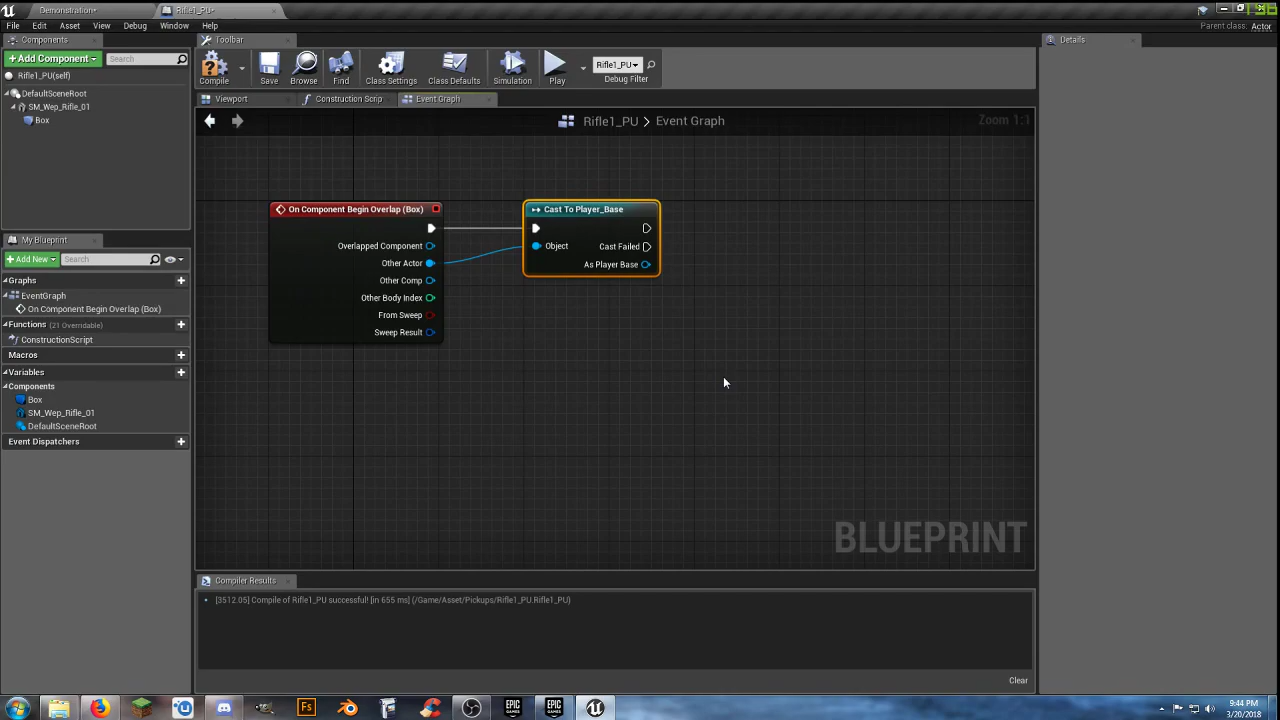 Demonstration*
Rifle1_PU*
File Edit Asset View Debug Window Help
Parent class: Actor
Components
Toolbar
Details
+ Add Component
Search
Rifle1_PU(self)
DefaultSceneRoot
SM_Wep_Rifle_01
Box
Compile
Save
Browse
Find
Class Settings
Class Defaults
Simulation
Play
Rifle1_PU
Debug Filter
Viewport
Construction Scrip
Event Graph
Rifle1_PU > Event Graph
Zoom 1:1
On Component Begin Overlap (Box)
Overlapped Component
Other Actor
Other Comp
Other Body Index
From Sweep
Sweep Result
Cast To Player_Base
Object
Cast Failed
As Player Base
BLUEPRINT
My Blueprint
+ Add New
Search
Graphs
EventGraph
On Component Begin Overlap (Box)
Functions (21 Overridable)
ConstructionScript
Macros
Variables
Components
Box
SM_Wep_Rifle_01
DefaultSceneRoot
Event Dispatchers
Compiler Results
[3512.05] Compile of Rifle1_PU successful! [in 655 ms] (/Game/Asset/Pickups/Rifle1_PU.Rifle1_PU)
Clear
Fs
EPIC GAMES
EPIC GAMES
9:44 PM
3/20/2018